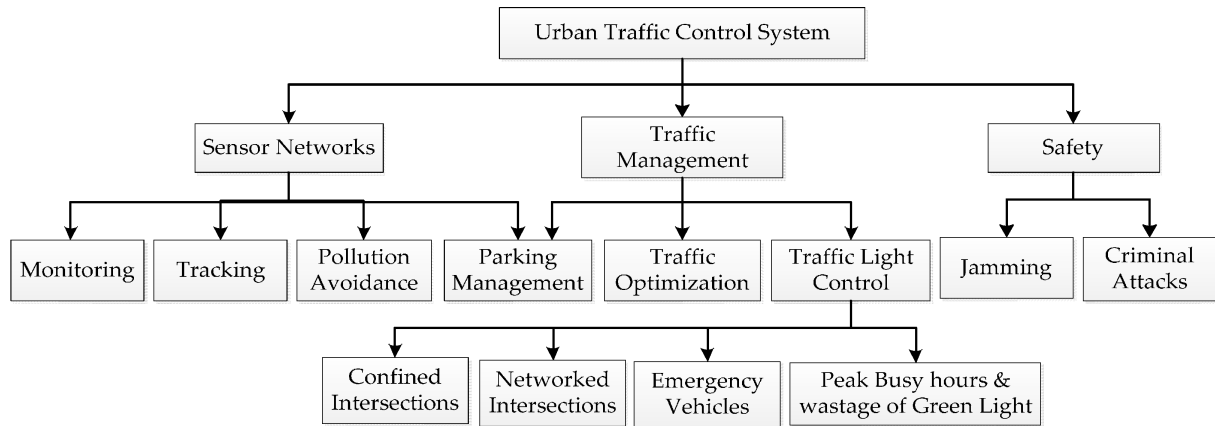 Urban Traffic Control System
Sensor Networks
Traffic
Management
Safety
Monitoring
Tracking
Pollution
Avoidance
Parking
Management
Traffic
Optimization
Traffic Light
Control
Jamming
Criminal
Attacks
Confined
Intersections
Networked
Intersections
Emergency
Vehicles
Peak Busy hours &
wastage of Green Light